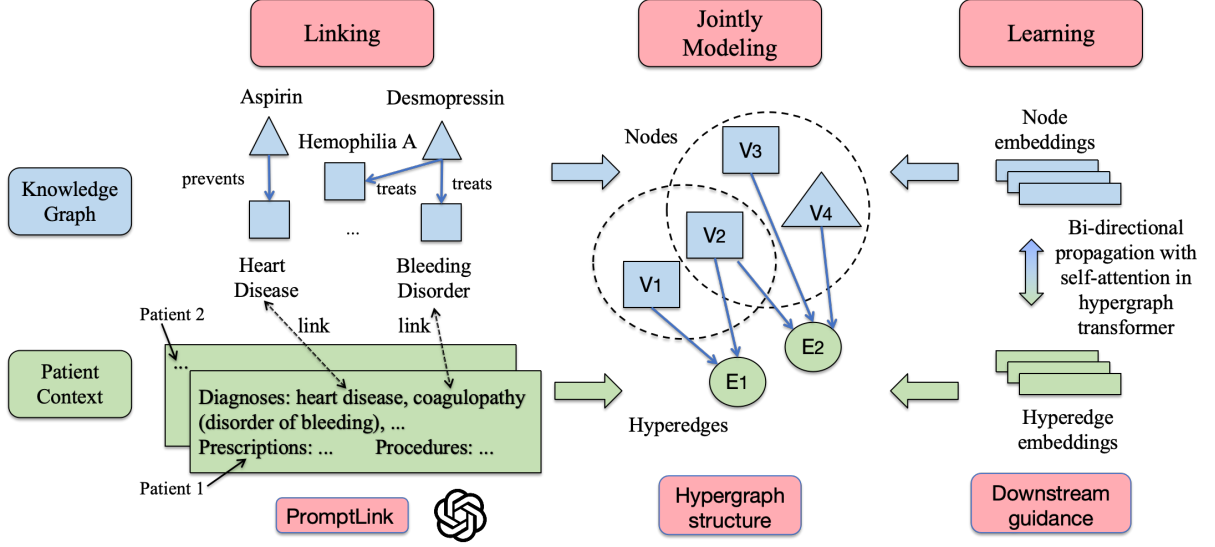 Linking
Jointly
Modeling
Learning
Aspirin
Desmopressin
Hemophilia A
prevents
treats
treats
...
Knowledge
Graph
Heart
Disease
Bleeding
Disorder
link
link
Patient 2
...
Patient
Context
Diagnoses: heart disease, coagulopathy
(disorder of bleeding), ...
Prescriptions: ... Procedures: ...
Patient 1
PromptLink
Nodes
V3
V4
V2
V1
E2
E1
Hyperedges
Hypergraph
structure
Node
embeddings
Bi-directional
propagation with
self-attention in
hypergraph
transformer
Hyperedge
embeddings
Downstream
guidance